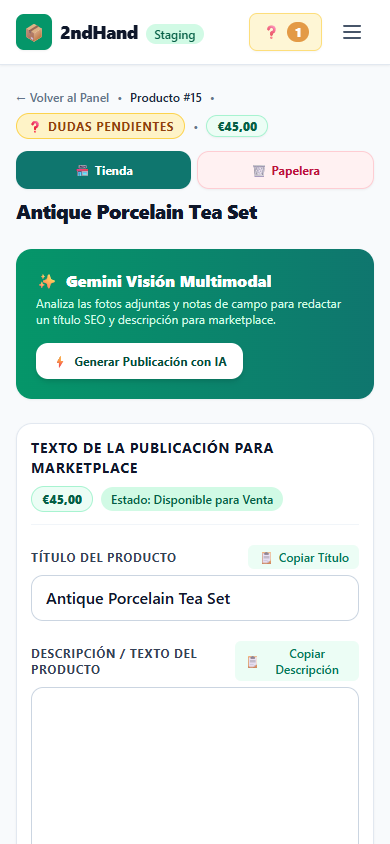 2ndHand Staging 1
← Volver al Panel • Producto #15 •
DUDAS PENDIENTES • €45,00
Tienda Papelera
Antique Porcelain Tea Set
Gemini Visión Multimodal
Analiza las fotos adjuntas y notas de campo para redactar
un título SEO y descripción para marketplace.
Generar Publicación con IA
TEXTO DE LA PUBLICACIÓN PARA
MARKETPLACE
€45,00 Estado: Disponible para Venta
TÍTULO DEL PRODUCTO Copiar Título
Antique Porcelain Tea Set
DESCRIPCIÓN / TEXTO DEL
PRODUCTO
Copiar
Descripción